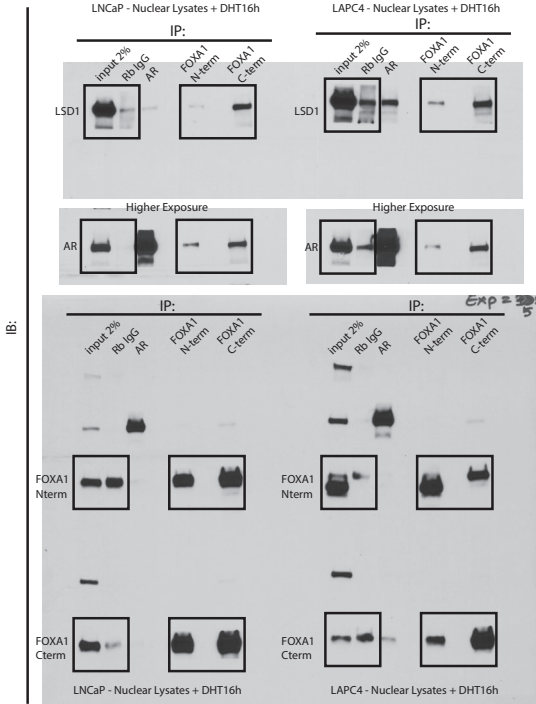 LNCaP - Nuclear Lysates + DHT16h
LAPC4 - Nuclear Lysates + DHT16h
IP:
IP:
input 2%
Rb IgG
AR
FOXA1
N-term
FOXA1
C-term
input 2%
Rb IgG
AR
FOXA1
N-term
FOXA1
C-term
LSD1
LSD1
Higher Exposure
Higher Exposure
AR
AR
IB:
IP:
IP:
Exp =
5
input 2%
Rb IgG
AR
FOXA1
N-term
FOXA1
C-term
input 2%
Rb IgG
AR
FOXA1
N-term
FOXA1
C-term
FOXA1
Nterm
FOXA1
Nterm
FOXA1
Cterm
FOXA1
Cterm
LNCaP - Nuclear Lysates + DHT16h
LAPC4 - Nuclear Lysates + DHT16h